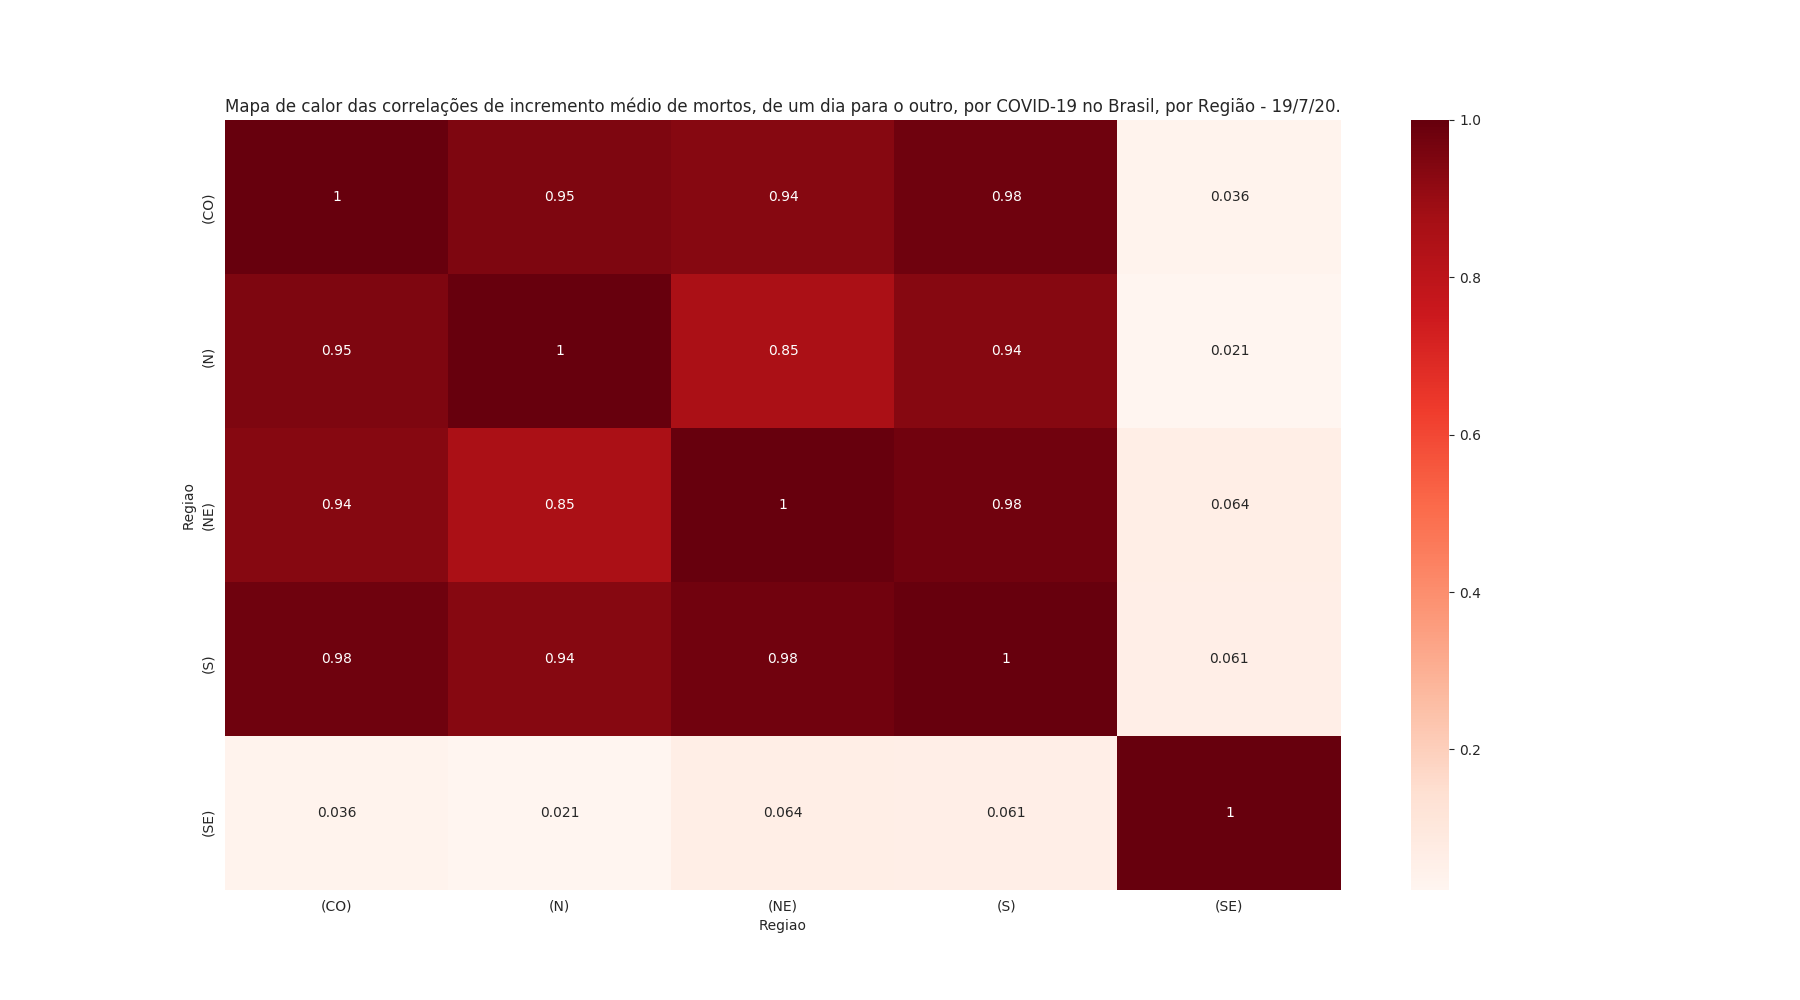 Mapa de calor das correlações de incremento médio de mortos, de um dia para o outro, por COVID-19 no Brasil, por Região - 19/7/20.
1.0
(CO) 1 0.95 0.94 0.98 0.036
0.8
(N) 0.95 1 0.85 0.94 0.021
0.6
Regiao
(NE) 0.94 0.85 1 0.98 0.064
0.4
(S) 0.98 0.94 0.98 1 0.061
0.2
(SE) 0.036 0.021 0.064 0.061 1
(CO) (N) (NE) (S) (SE)
Regiao